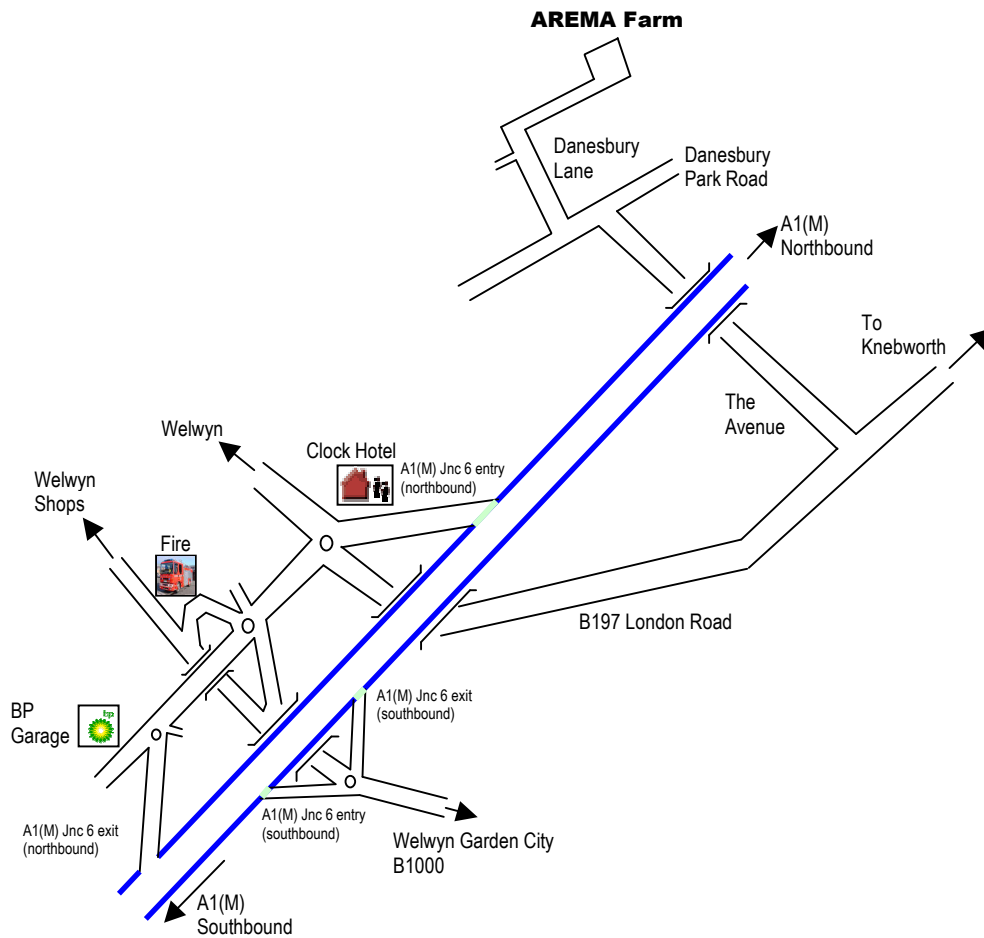 AREMA Farm
Danesbury
Lane
Danesbury
Park Road
A1(M)
Northbound
To
Knebworth
The
Avenue
Welwyn
Clock Hotel
A1(M) Jnc 6 entry
(northbound)
Welwyn
Shops
Fire
B197 London Road
A1(M) Jnc 6 exit
(southbound)
BP
Garage
bp
A1(M) Jnc 6 entry
(southbound)
A1(M) Jnc 6 exit
(northbound)
Welwyn Garden City
B1000
A1(M)
Southbound